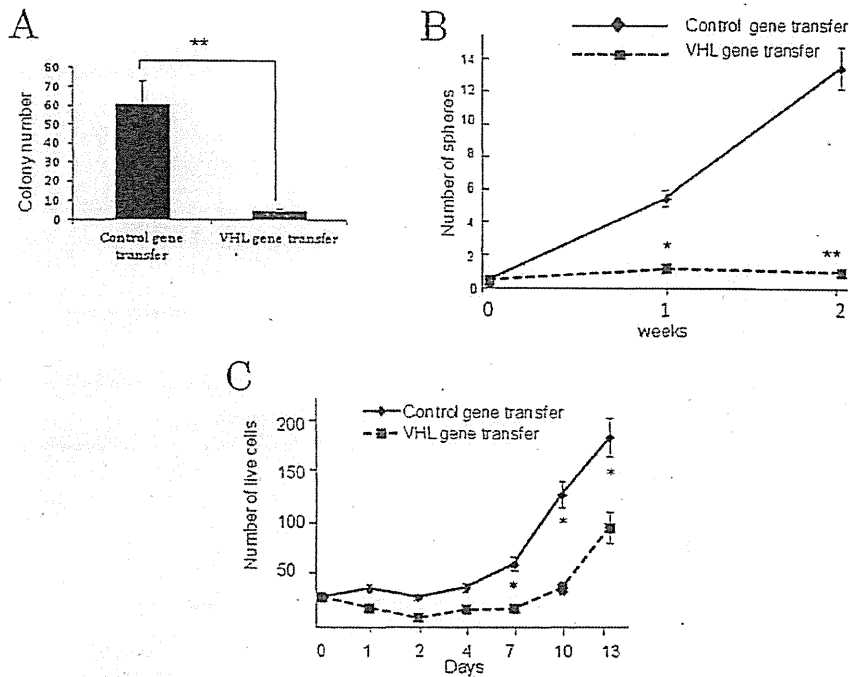 A
**
Colony number
80
70
60
50
40
30
20
10
0
Control gene
transfer
VHL gene transfer
B
Control gene transfer
VHL gene transfer
Number of spheres
14
12
10
8
6
4
2
0
*
**
0
1
2
weeks
C
Control gene transfer
VHL gene transfer
Number of live cells
200
150
100
50
*
*
*
0
1
2
4
7
10
13
Days